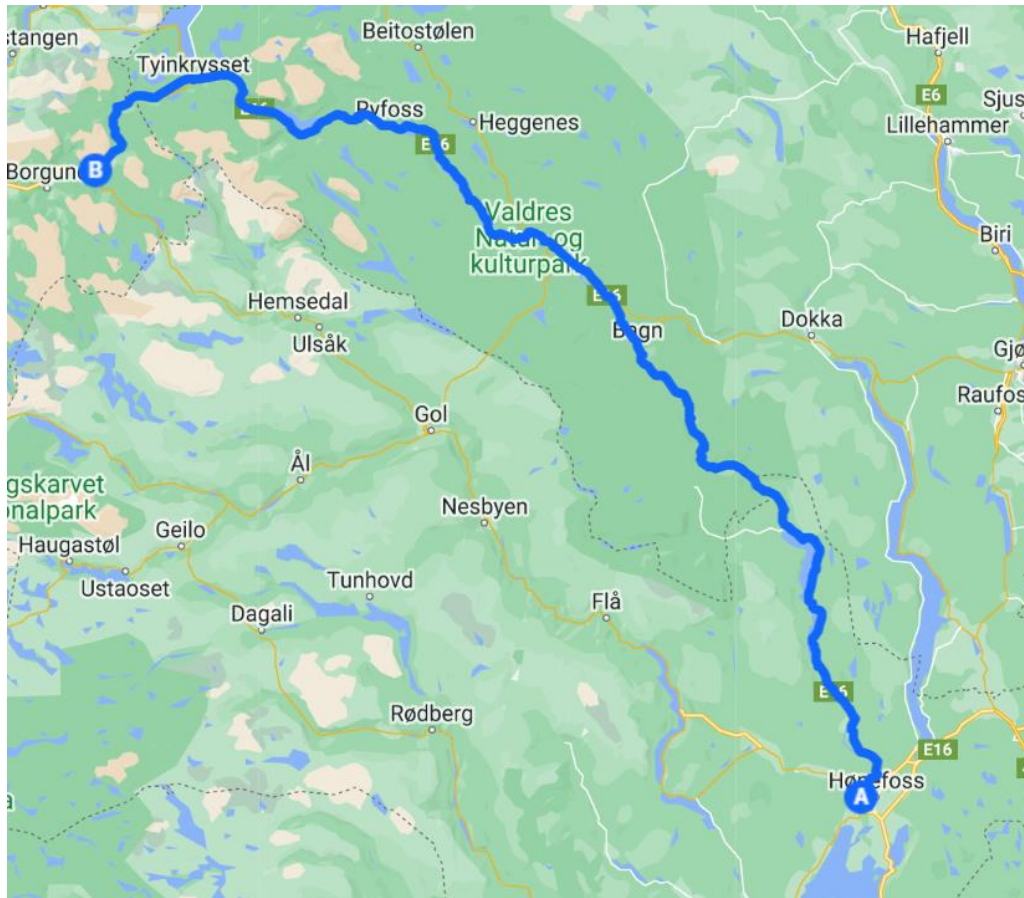 stangen
Beitostølen
Hafjell
Tyinkrysset
E6
Sjus
E16
Ryfoss
Lillehammer
Heggenes
E16
Borgund
B
Valdres
Natur- og
kulturpark
Biri
Hemsedal
E16
Ulsåk
Bagn
Dokka
Gjø
Raufos
Gol
Ål
gskarvet
onalpark
Nesbyen
Geilo
Haugastøl
Ustaoset
Tunhovd
Flå
Dagali
E16
Rødberg
E16
Hønefoss
A